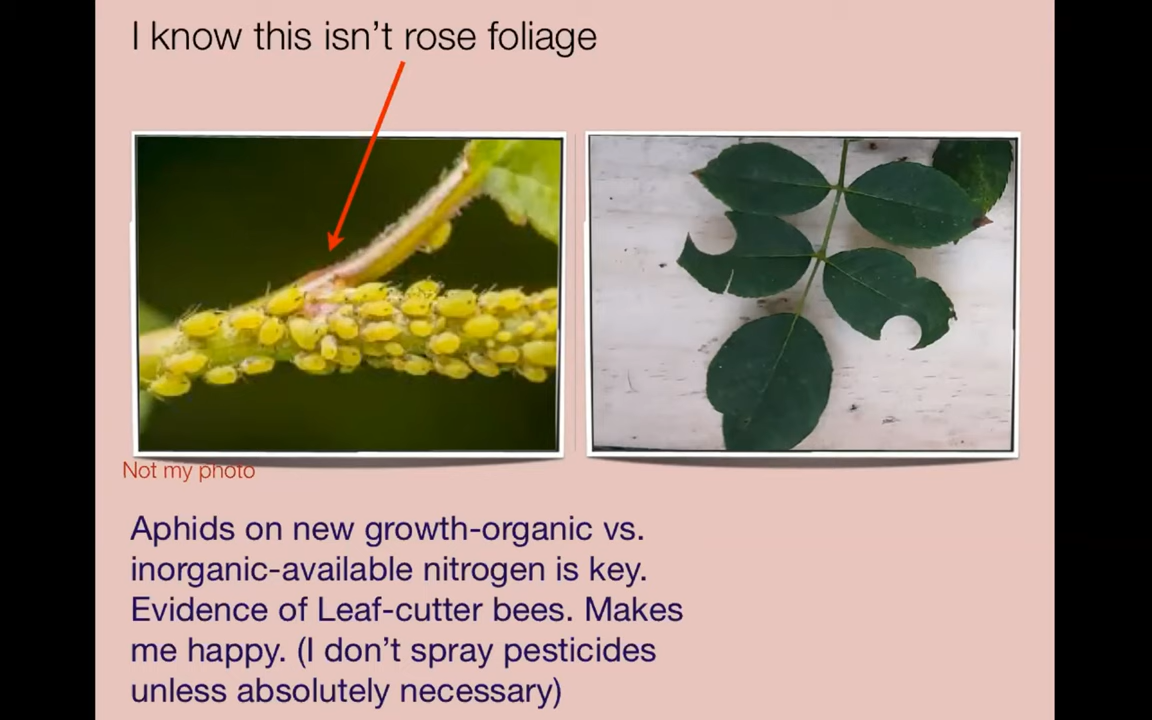 I know this isn’t rose foliage
Not my photo
Aphids on new growth-organic vs.
inorganic-available nitrogen is key.
Evidence of Leaf-cutter bees. Makes
me happy. (I don’t spray pesticides
unless absolutely necessary)